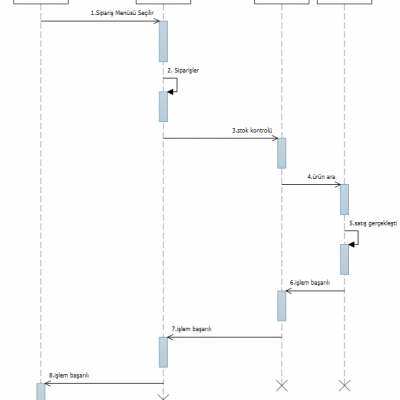 1.Sipariş Menüsü Seçilir
2. Siparişler
3.stok kontrolü
4.ürün ara
5.satış gerçekleşti
6.işlem başarılı
7.işlem başarılı
8.işlem başarılı